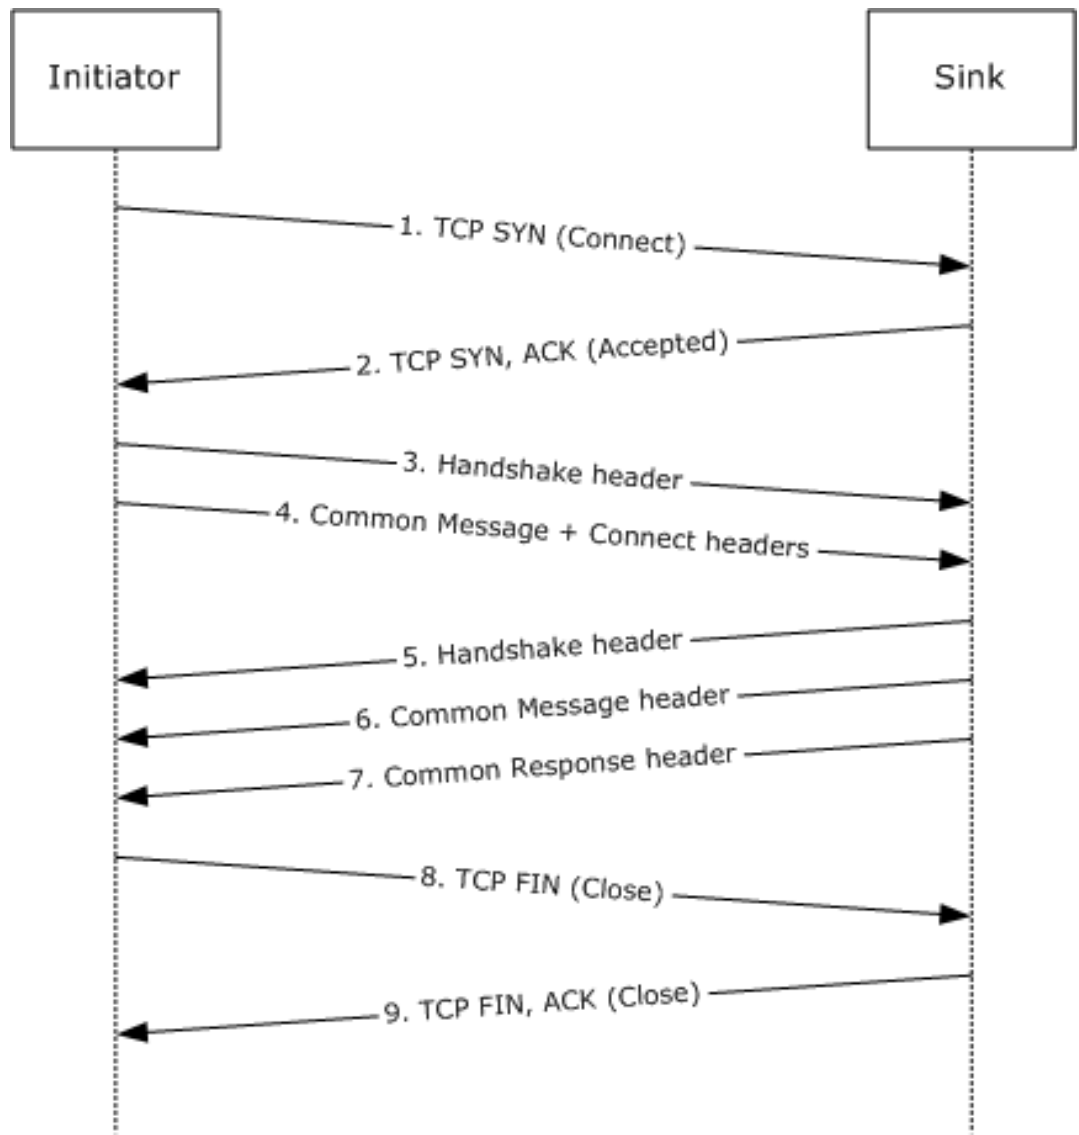 Initiator
Sink
1. TCP SYN (Connect)
2. TCP SYN, ACK (Accepted)
3. Handshake header
4. Common Message + Connect headers
5. Handshake header
6. Common Message header
7. Common Response header
8. TCP FIN (Close)
9. TCP FIN, ACK (Close)